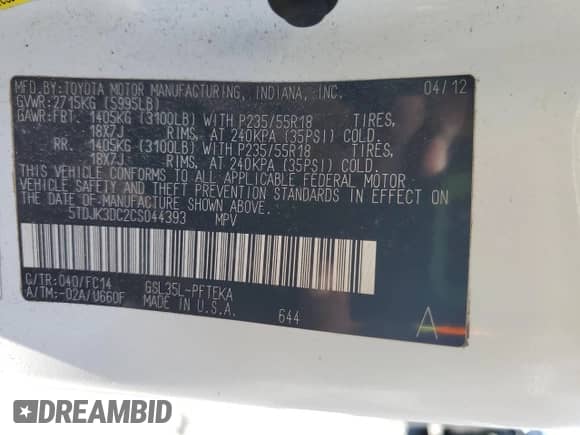 MFD.BY:TOYOTA MOTOR MANUFACTURING, INDIANA, INC. 04/12
GVWR:2715KG (5995LB)
GAWR:FRT. 1405KG (3100LB) WITH P235/55R18 TIRES,
18X7J RIMS, AT 240KPA (35PSI) COLD.
RR. 1405KG (3100LB) WITH P235/55R18 TIRES,
18X7J RIMS, AT 240KPA (35PSI) COLD.
THIS VEHICLE CONFORMS TO ALL APPLICABLE FEDERAL MOTOR
VEHICLE SAFETY AND THEFT PREVENTION STANDARDS IN EFFECT ON
THE DATE OF MANUFACTURE SHOWN ABOVE.
5TDJK3DC2CS044393 MPV
C/TR:040/FC14 GSL35L-PFTEKA
A/TM:-02A/U660F MADE IN U.S.A. 644 A
DREAMBID